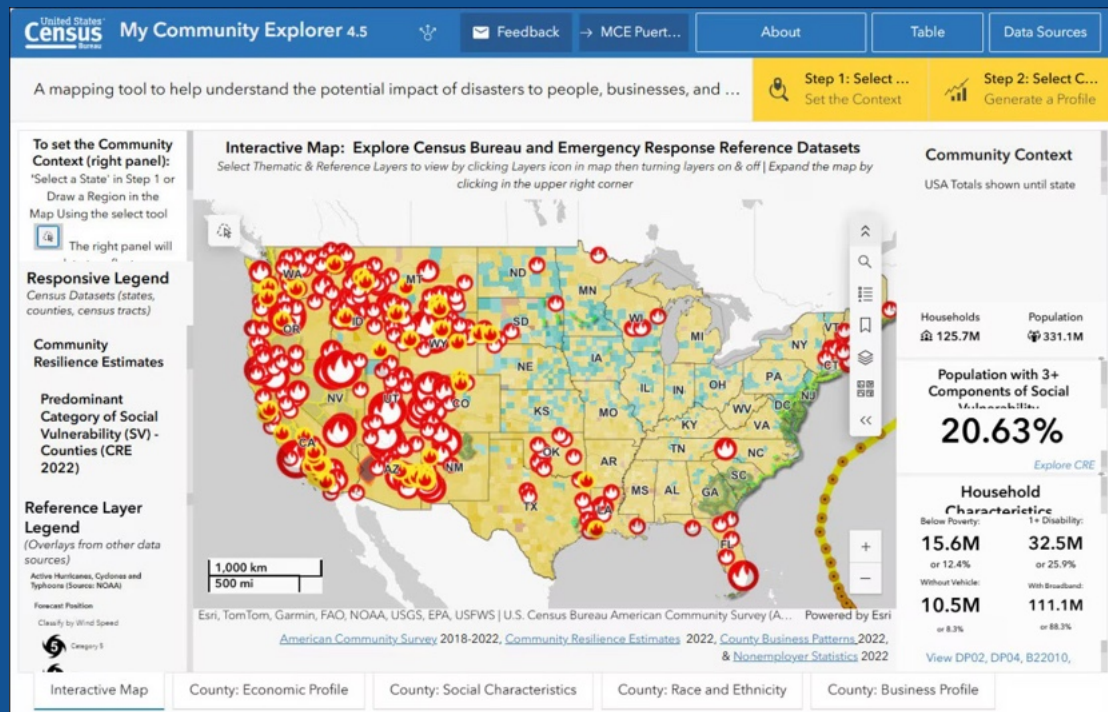 United States®
Census
Bureau
My Community Explorer 4.5
Feedback
→ MCE Puert...
About
Table
Data Sources
A mapping tool to help understand the potential impact of disasters to people, businesses, and ...
Step 1: Select ...
Set the Context
Step 2: Select C...
Generate a Profile
To set the Community
Context (right panel):
'Select a State' in Step 1 or
Draw a Region in the
Map Using the select tool
The right panel will
Responsive Legend
Census Datasets (states,
counties, census tracts)
Community
Resilience Estimates
Predominant
Category of Social
Vulnerability (SV) -
Counties (CRE
2022)
Reference Layer
Legend
(Overlays from other data
sources)
Active Hurricanes, Cyclones and
Typhoons (Source: NOAA)
Forecast Position
Classify by Wind Speed
5
Category 5
Interactive Map: Explore Census Bureau and Emergency Response Reference Datasets
Select Thematic & Reference Layers to view by clicking Layers icon in map then turning layers on & off | Expand the map by
clicking in the upper right corner
WA
MT
ND
MN
OR
ID
SD
WI
WY
MI
VT
NY
CT
NE
IA
PA
NJ
NV
UT
CO
IL
IN
OH
DC
KS
MO
WV
VA
KY
CA
AZ
NM
OK
AR
TN
NC
SC
MS
AL
GA
TX
LA
FL
1,000 km
500 mi
Esri, TomTom, Garmin, FAO, NOAA, USGS, EPA, USFWS | U.S. Census Bureau American Community Survey (A...
Powered by Esri
American Community Survey 2018-2022, Community Resilience Estimates 2022, County Business Patterns 2022,
& Nonemployer Statistics 2022
Community Context
USA Totals shown until state
Households
125.7M
Population
331.1M
Population with 3+
Components of Social
Vulnerability
20.63%
Explore CRE
Household
Characteristics
Below Poverty:
15.6M
or 12.4%
1+ Disability:
32.5M
or 25.9%
Without Vehicle:
10.5M
or 8.3%
With Broadband:
111.1M
or 88.3%
View DP02, DP04, B22010,
Interactive Map
County: Economic Profile
County: Social Characteristics
County: Race and Ethnicity
County: Business Profile